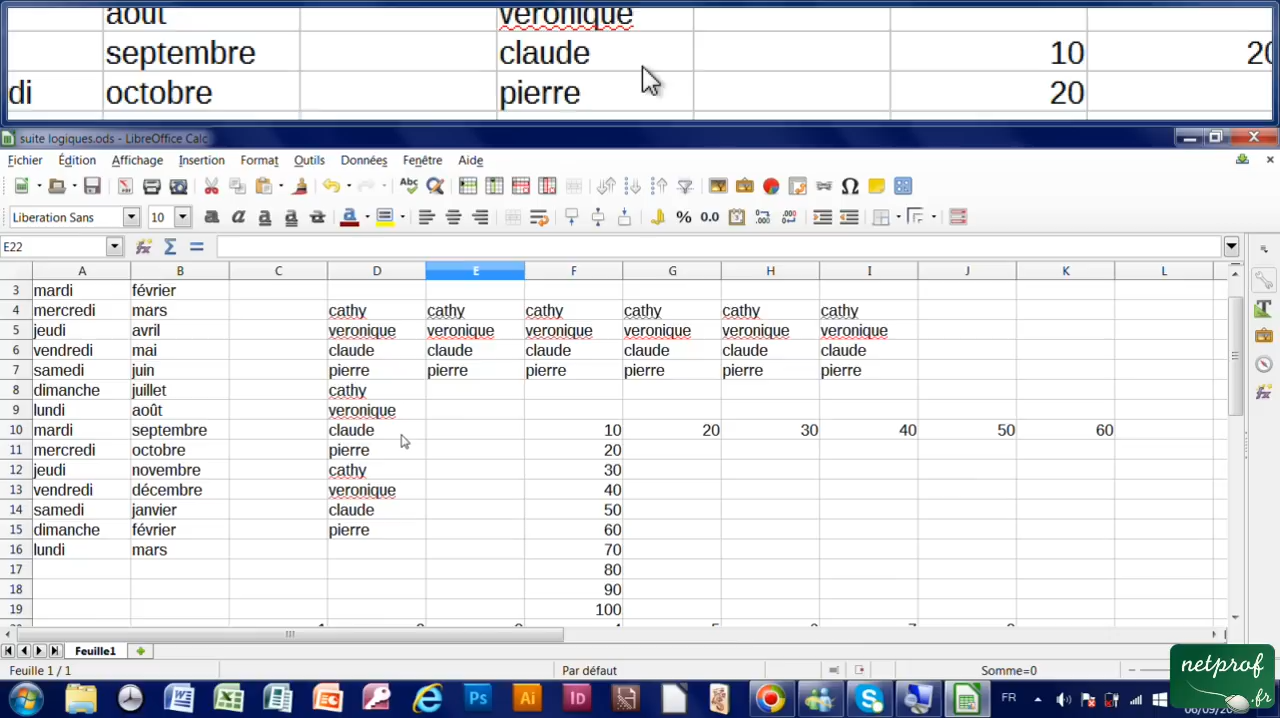 août veronique
septembre claude 10 20
di octobre pierre 20
suite logiques.ods - LibreOffice Calc
Fichier Édition Affichage Insertion Format Outils Données Fenêtre Aide
Liberation Sans 10
E22
A B C D E F G H I J K L
3 mardi février
4 mercredi mars cathy cathy cathy cathy cathy cathy
5 jeudi avril veronique veronique veronique veronique veronique veronique
6 vendredi mai claude claude claude claude claude claude
7 samedi juin pierre pierre pierre pierre pierre pierre
8 dimanche juillet cathy
9 lundi août veronique
10 mardi septembre claude 10 20 30 40 50 60
11 mercredi octobre pierre 20
12 jeudi novembre cathy 30
13 vendredi décembre veronique 40
14 samedi janvier claude 50
15 dimanche février pierre 60
16 lundi mars 70
17 80
18 90
19 100
Feuille1
Feuille 1 / 1 Par défaut Somme=0
netprof.fr
FR